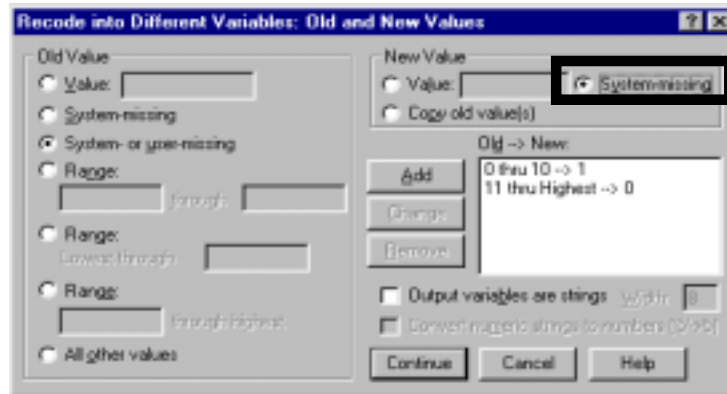 Recode into Different Variables: Old and New Values
Old Value
Value:
System-missing
System- or user-missing
Range:
through
Range:
Lowest through
Range:
through highest
All other values
New Value
Value:
System-missing
Copy old value(s)
Old --> New:
0 thru 10 --> 1
11 thru Highest --> 0
Add
Change
Remove
Output variables are strings
Width: 8
Convert numeric strings to numbers ('5'->5)
Continue
Cancel
Help